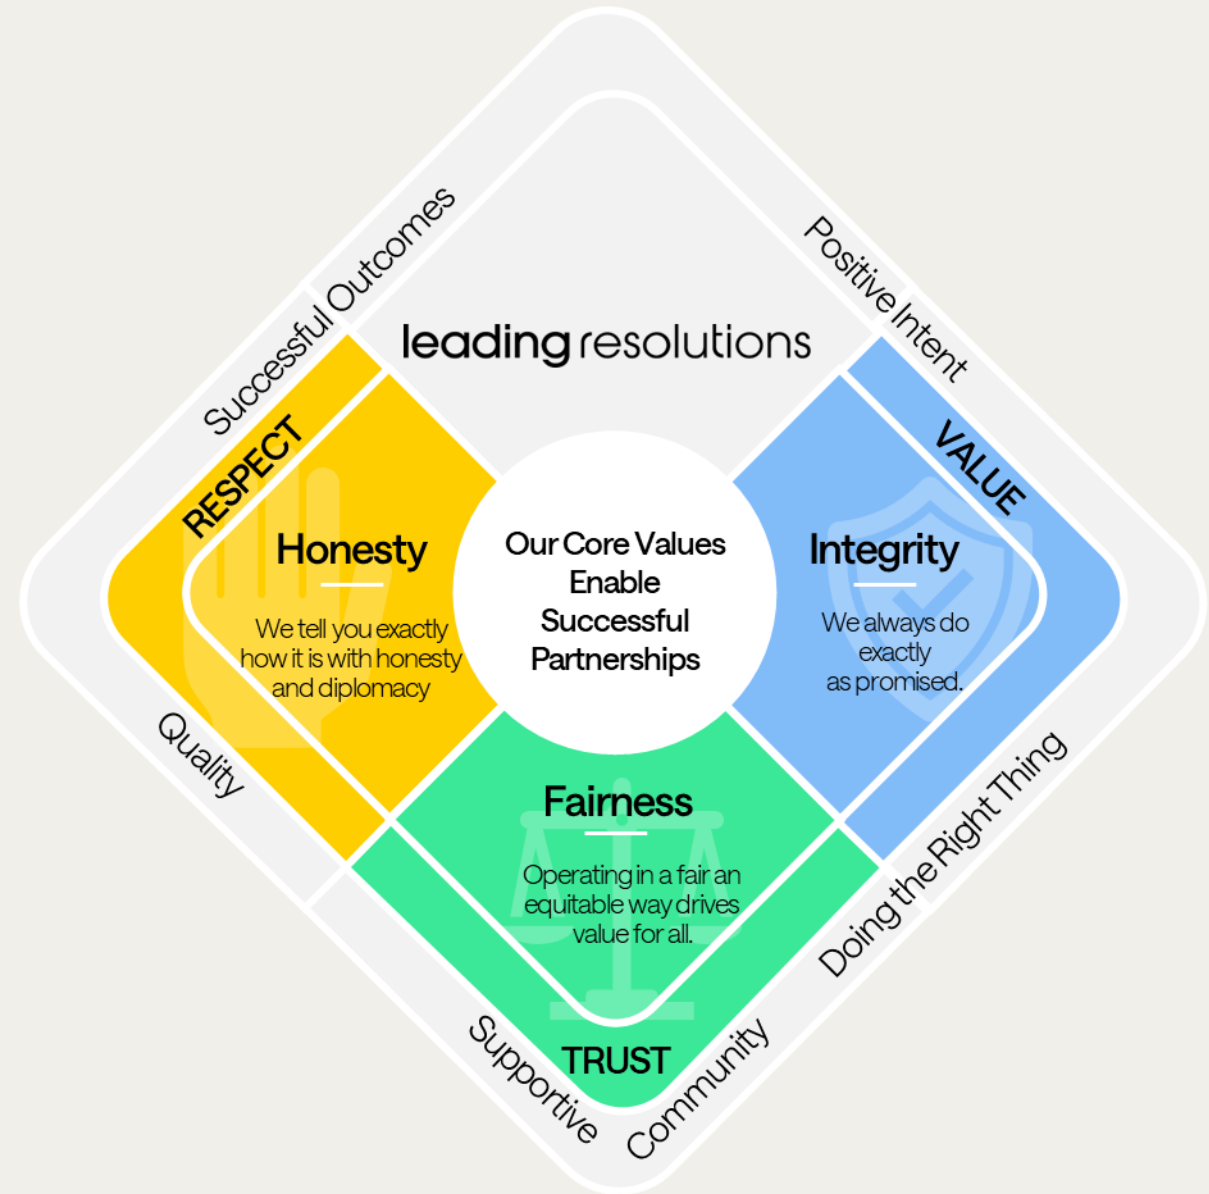 Successful Outcomes
Positive Intent
leading resolutions
RESPECT
VALUE
Honesty
We tell you exactly
how it is with honesty
and diplomacy
Our Core Values
Enable
Successful
Partnerships
Integrity
We always do
exactly
as promised.
Quality
Fairness
Operating in a fair an
equitable way drives
value for all.
Doing the Right Thing
TRUST
Supportive
Community